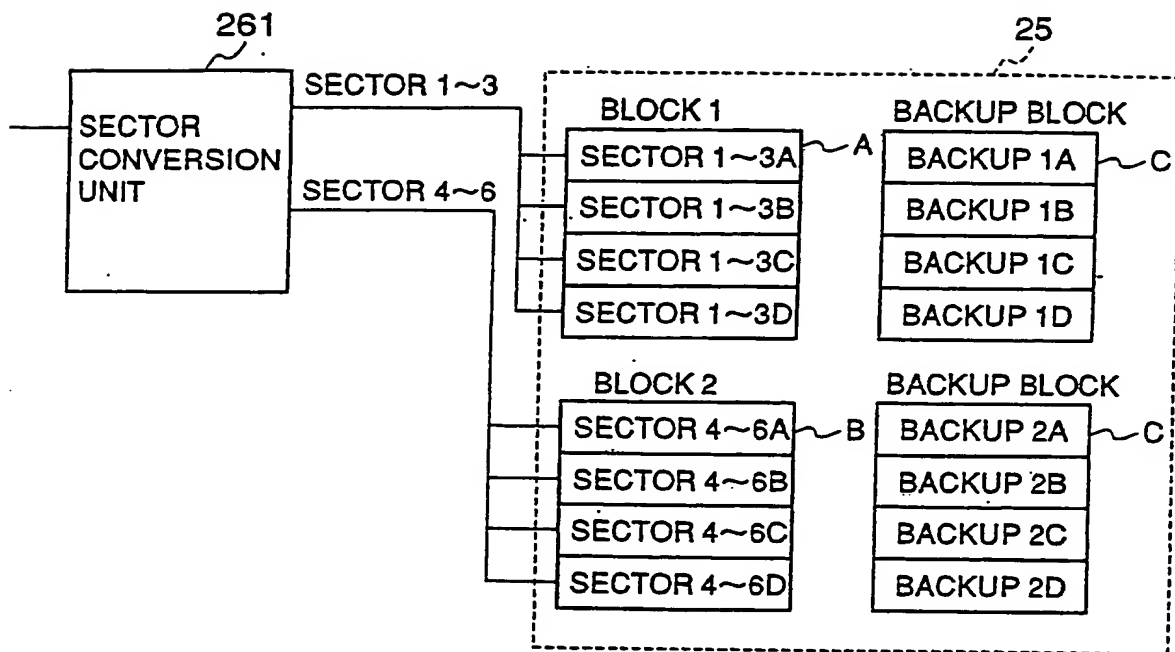 261
25
SECTOR CONVERSION UNIT
SECTOR 1~3
SECTOR 4~6
BLOCK 1
SECTOR 1~3A
A
SECTOR 1~3B
SECTOR 1~3C
SECTOR 1~3D
BACKUP BLOCK
BACKUP 1A
C
BACKUP 1B
BACKUP 1C
BACKUP 1D
BLOCK 2
SECTOR 4~6A
B
SECTOR 4~6B
SECTOR 4~6C
SECTOR 4~6D
BACKUP BLOCK
BACKUP 2A
C
BACKUP 2B
BACKUP 2C
BACKUP 2D